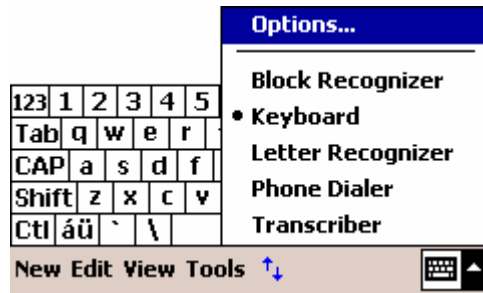 Options...
Block Recognizer
Keyboard
Letter Recognizer
Phone Dialer
Transcriber
123 1 2 3 4 5
Tab q w e r
CAP a s d f
Shift z x c v
Ctl áü ` \
New Edit View Tools